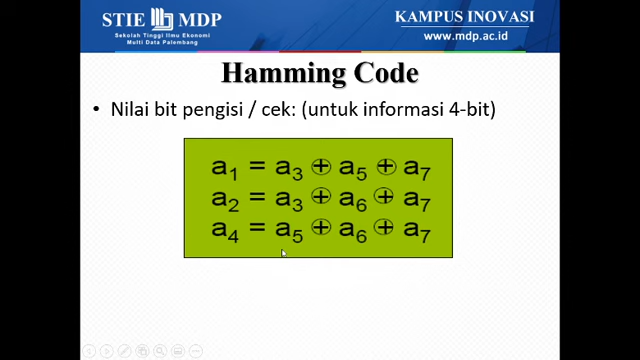 STIE MDP
Sekolah Tinggi Ilmu Ekonomi
Multi Data Palembang
KAMPUS INOVASI
www.mdp.ac.id
Hamming Code
• Nilai bit pengisi / cek: (untuk informasi 4-bit)
a₁ = a₃ ⊕ a₅ ⊕ a₇
a₂ = a₃ ⊕ a₆ ⊕ a₇
a₄ = a₅ ⊕ a₆ ⊕ a₇